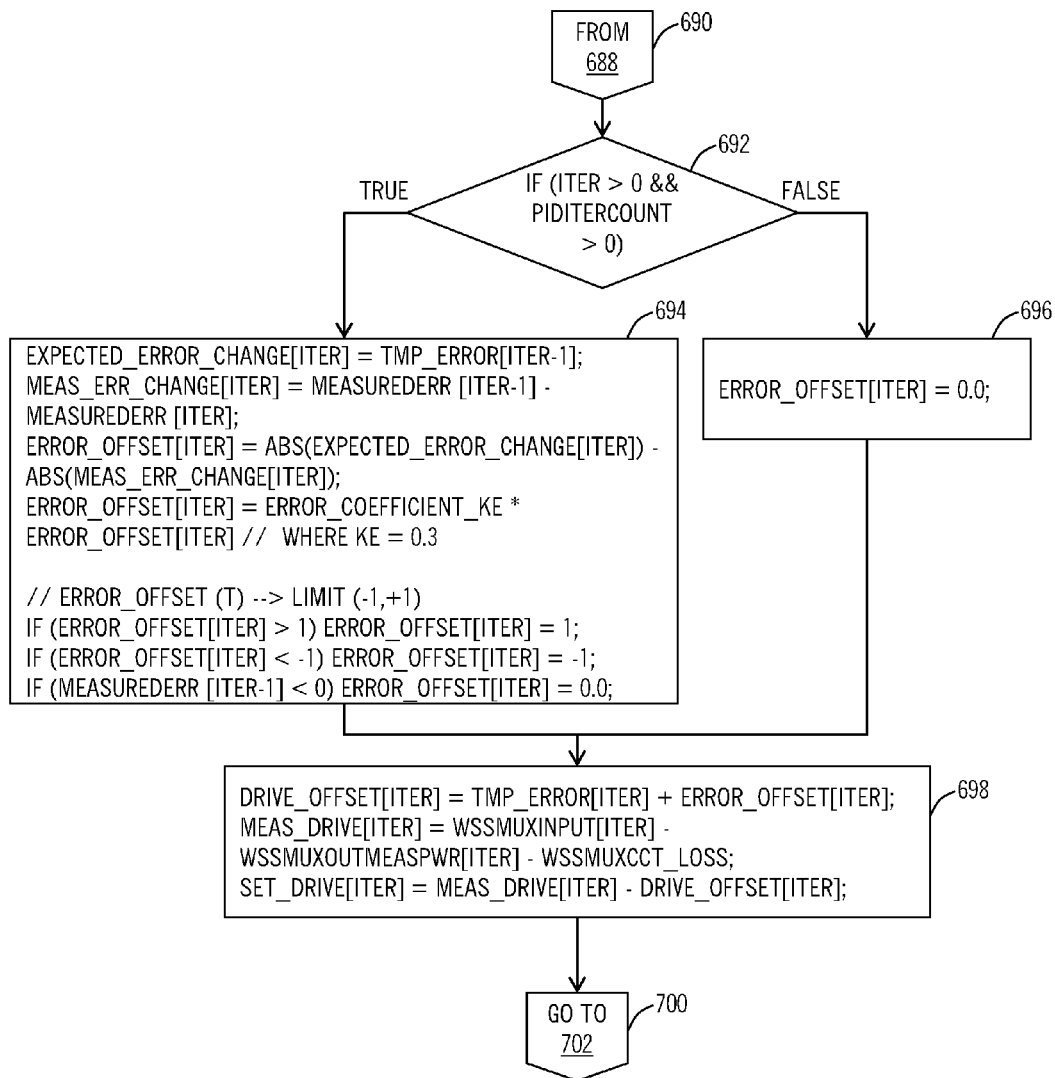 FROM
688
690
692
IF (ITER > 0 &&
PIDITERCOUNT
> 0)
TRUE
FALSE
694
EXPECTED_ERROR_CHANGE[ITER] = TMP_ERROR[ITER-1];
MEAS_ERR_CHANGE[ITER] = MEASUREDERR [ITER-1] -
MEASUREDERR [ITER];
ERROR_OFFSET[ITER] = ABS(EXPECTED_ERROR_CHANGE[ITER]) -
ABS(MEAS_ERR_CHANGE[ITER]);
ERROR_OFFSET[ITER] = ERROR_COEFFICIENT_KE *
ERROR_OFFSET[ITER] // WHERE KE = 0.3
// ERROR_OFFSET (T) --> LIMIT (-1,+1)
IF (ERROR_OFFSET[ITER] > 1) ERROR_OFFSET[ITER] = 1;
IF (ERROR_OFFSET[ITER] < -1) ERROR_OFFSET[ITER] = -1;
IF (MEASUREDERR [ITER-1] < 0) ERROR_OFFSET[ITER] = 0.0;
696
ERROR_OFFSET[ITER] = 0.0;
698
DRIVE_OFFSET[ITER] = TMP_ERROR[ITER] + ERROR_OFFSET[ITER];
MEAS_DRIVE[ITER] = WSSMUXINPUT[ITER] -
WSSMUXOUTMEASPWR[ITER] - WSSMUXCCT_LOSS;
SET_DRIVE[ITER] = MEAS_DRIVE[ITER] - DRIVE_OFFSET[ITER];
GO TO
702
700